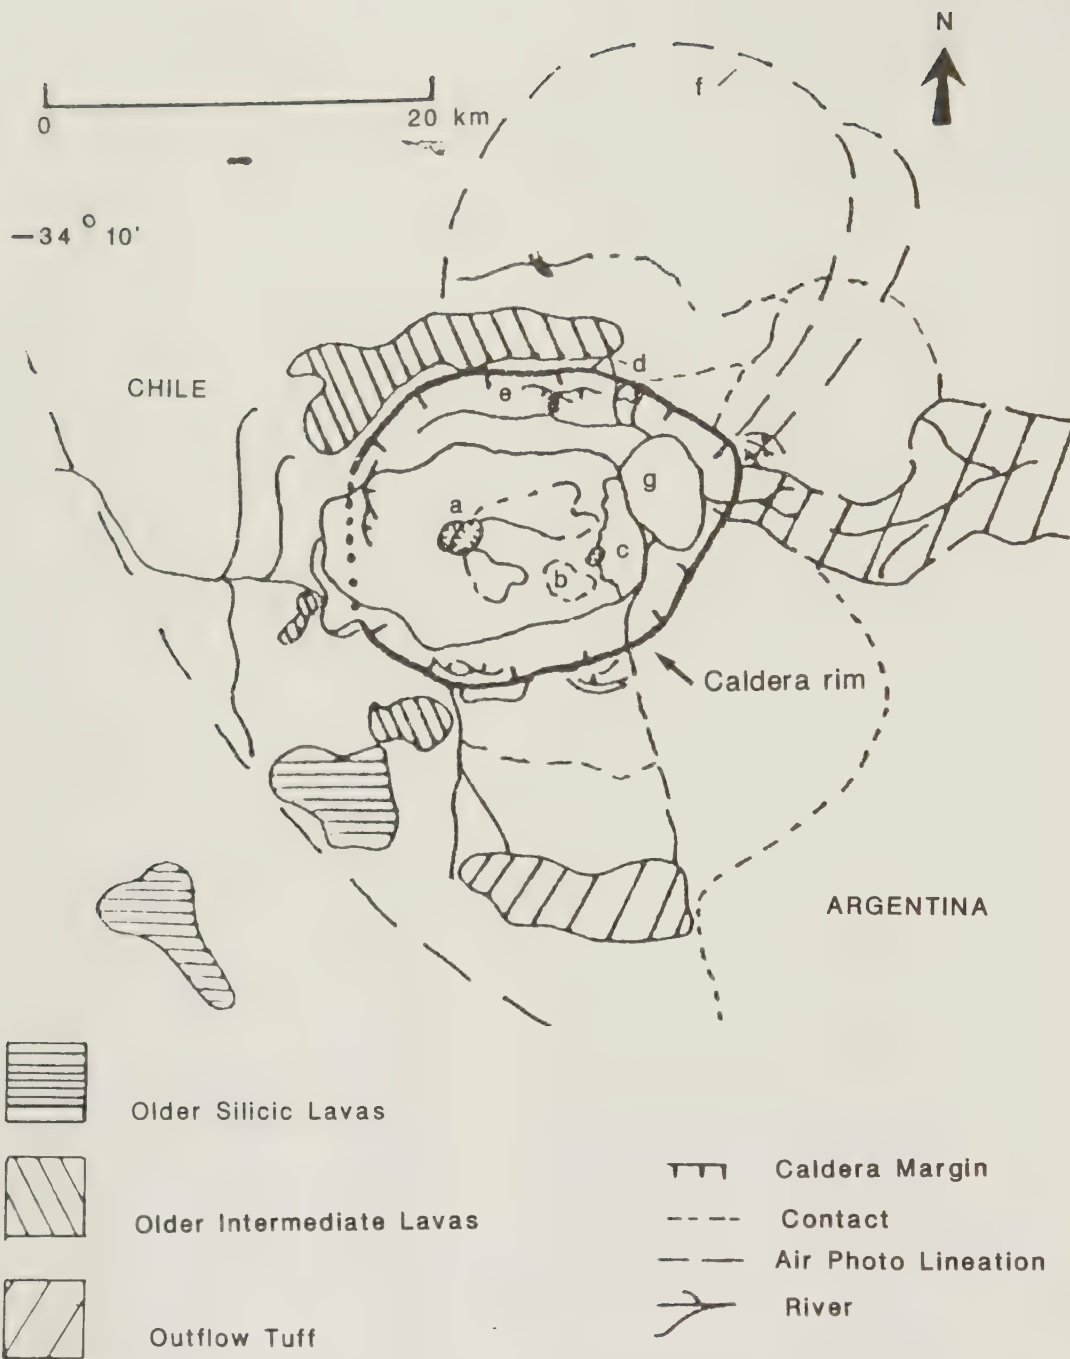 N
f
0
20 km
—34° 10'
CHILE
d
e
a
g
c
b
Caldera rim
ARGENTINA
Older Silicic Lavas
Older Intermediate Lavas
Outflow Tuff
Caldera Margin
Contact
Air Photo Lineation
River